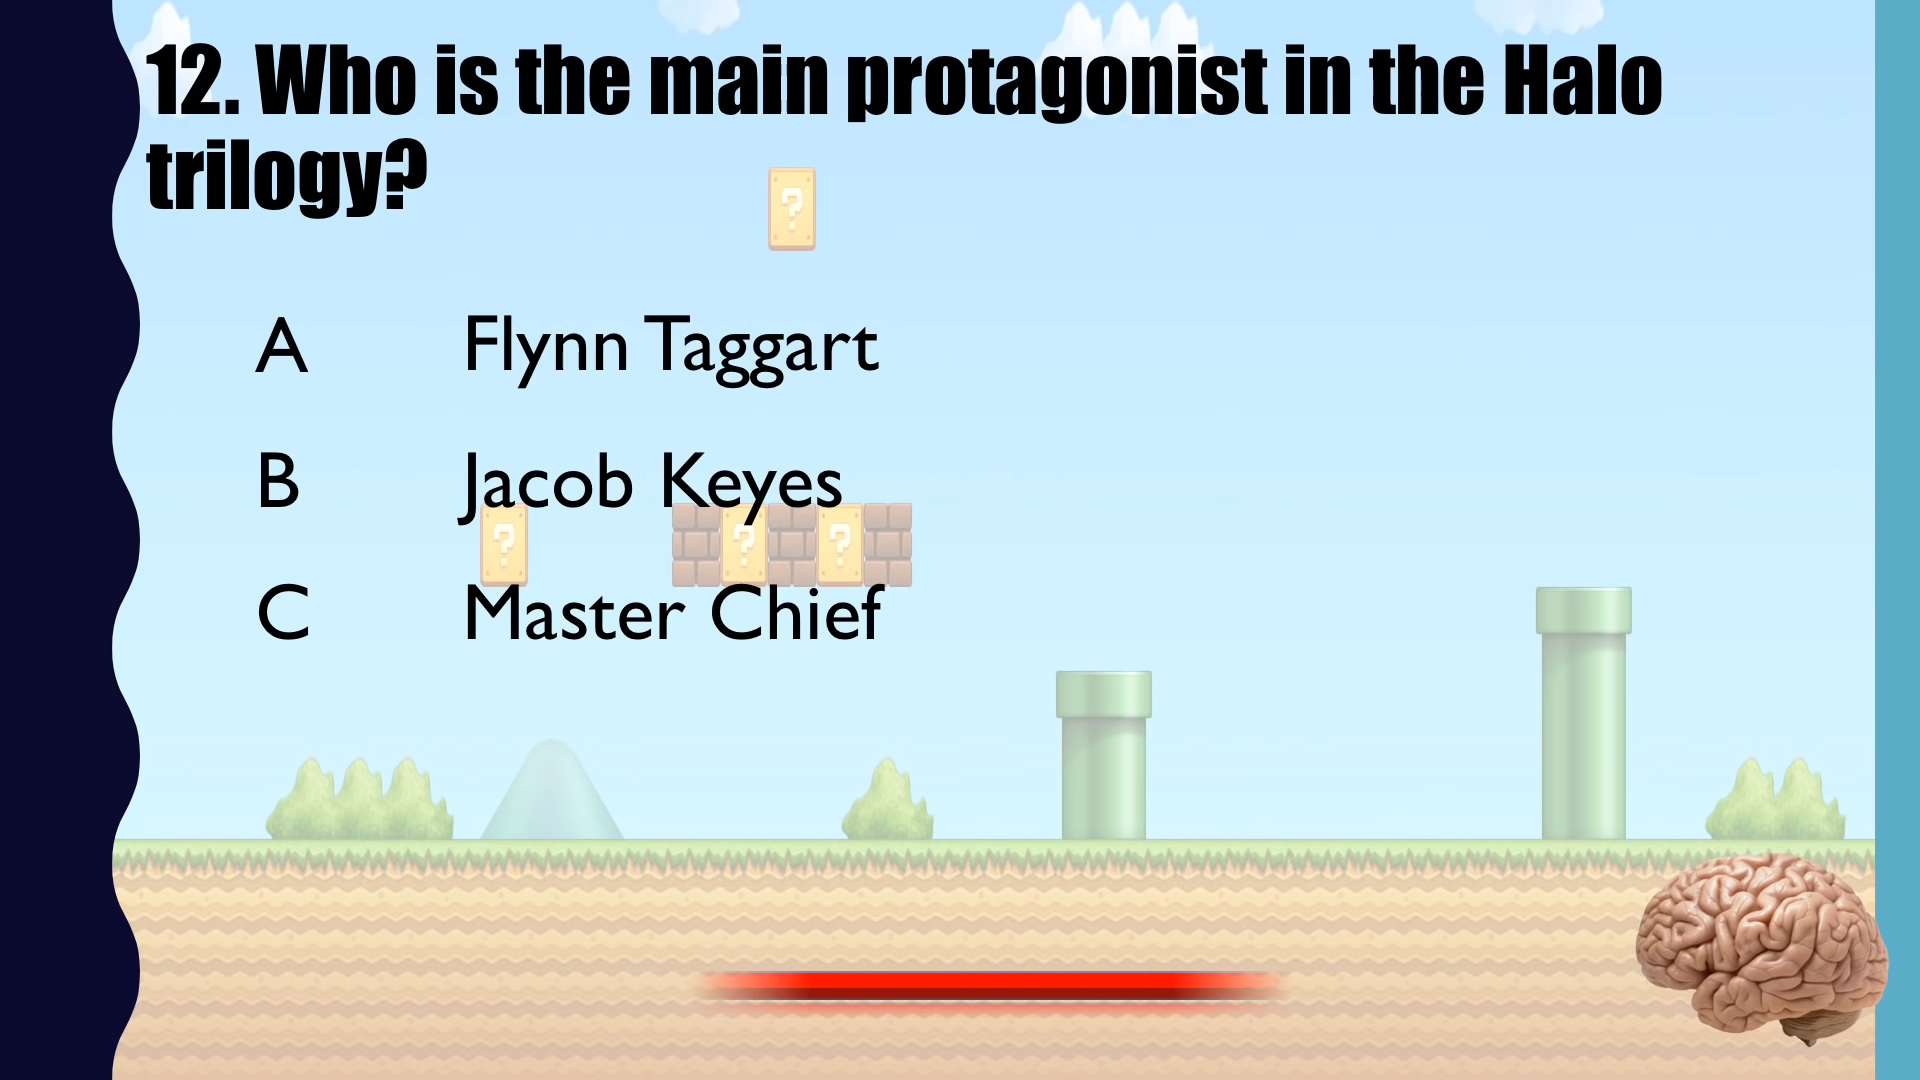 12. Who is the main protagonist in the Halo
trilogy?
?
A Flynn Taggart
B Jacob Keyes
? ? ?
C Master Chief